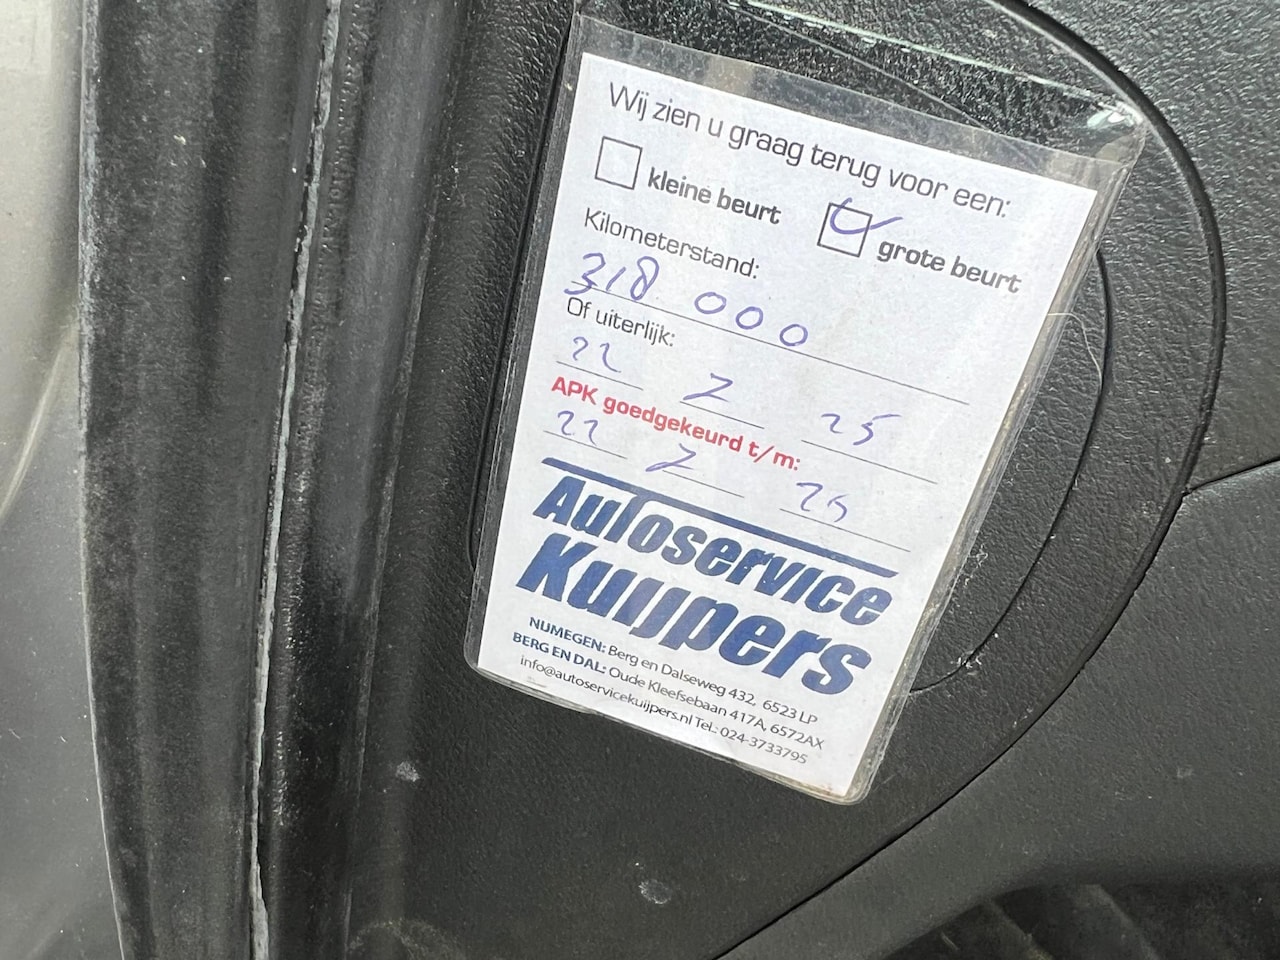 Wij zien u graag terug voor een:
kleine beurt grote beurt
Kilometerstand:
318 000
Of uiterlijk:
22 7 25
APK goedgekeurd t/m:
22 7 25
Autoservice
Kuijpers
NIJMEGEN: Berg en Dalseweg 432, 6523 LP
BERG EN DAL: Oude Kleefsebaan 417A, 6572AX
info@autoservicekuijpers.nl Tel.: 024-3733795